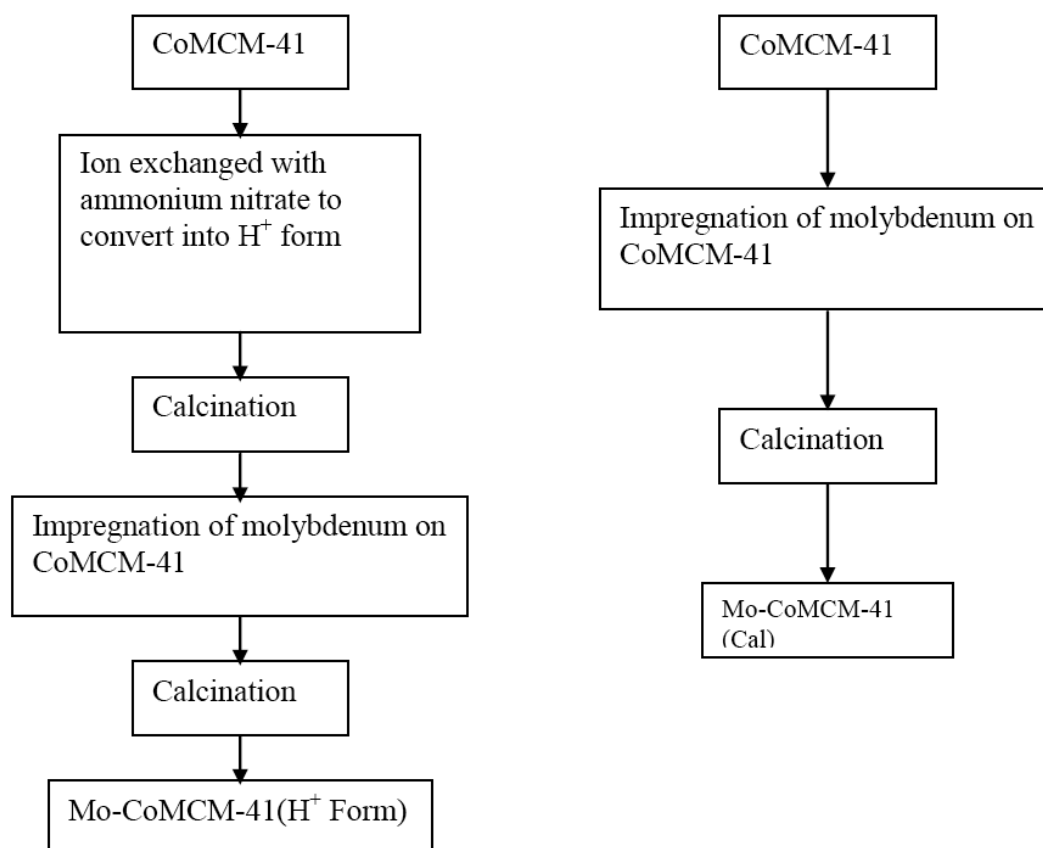 CoMCM-41
Ion exchanged with
ammonium nitrate to
convert into H⁺ form
Calcination
Impregnation of molybdenum on
CoMCM-41
Calcination
Mo-CoMCM-41(H⁺ Form)
CoMCM-41
Impregnation of molybdenum on
CoMCM-41
Calcination
Mo-CoMCM-41
(Cal)